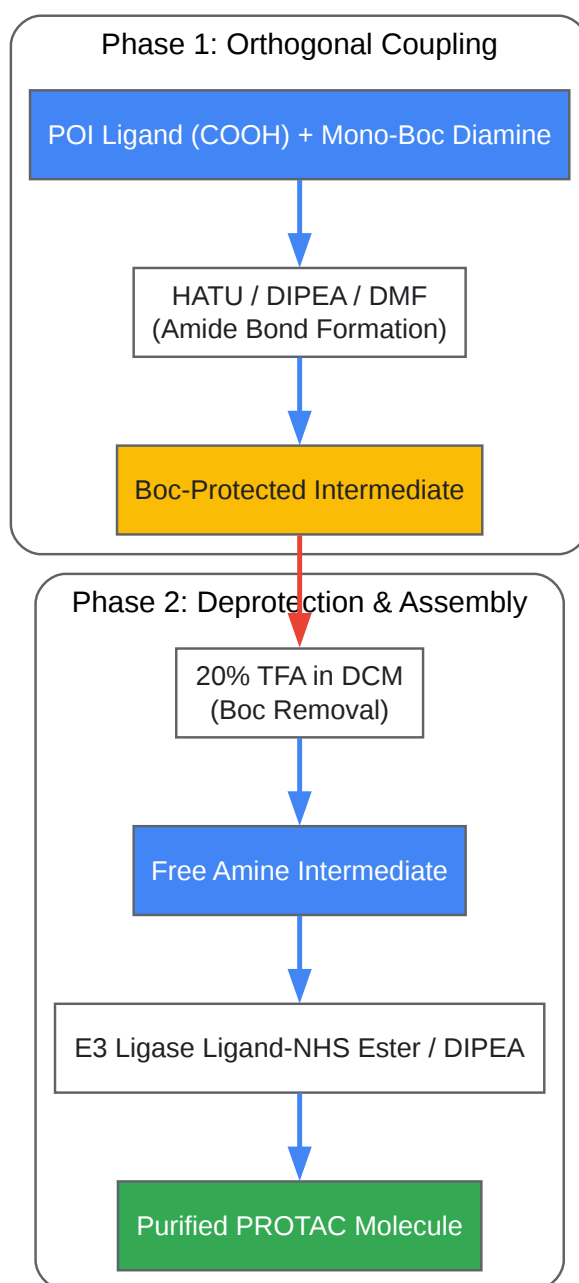 Phase 1: Orthogonal Coupling
POI Ligand (COOH) + Mono-Boc Diamine
HATU / DIPEA / DMF
(Amide Bond Formation)
Boc-Protected Intermediate
Phase 2: Deprotection & Assembly
20% TFA in DCM
(Boc Removal)
Free Amine Intermediate
E3 Ligase Ligand-NHS Ester / DIPEA
Purified PROTAC Molecule